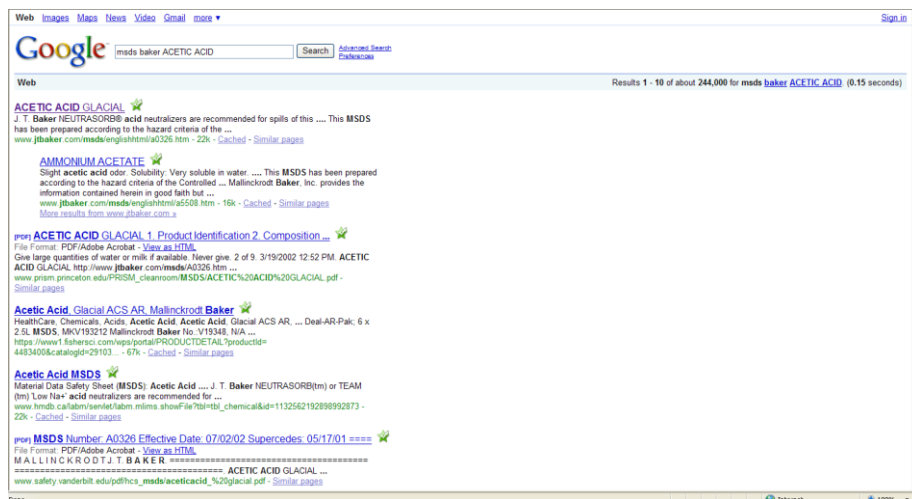 Web Images Maps News Video Gmail more ▼ Sign in
Google msds baker ACETIC ACID Search Advanced Search
Preferences
Web Results 1 - 10 of about 244,000 for msds baker ACETIC ACID. (0.15 seconds)
ACETIC ACID GLACIAL
J. T. Baker NEUTRASORB® acid neutralizers are recommended for spills of this .... This MSDS
has been prepared according to the hazard criteria of the ...
www.jtbaker.com/msds/englishhtml/a0326.htm - 22k - Cached - Similar pages
AMMONIUM ACETATE
Slight acetic acid odor. Solubility: Very soluble in water. .... This MSDS has been prepared
according to the hazard criteria of the Controlled ... Mallinckrodt Baker, Inc. provides the
information contained herein in good faith but ...
www.jtbaker.com/msds/englishhtml/a5508.htm - 16k - Cached - Similar pages
More results from www.jtbaker.com »
[PDF] ACETIC ACID GLACIAL 1. Product Identification 2. Composition ...
File Format: PDF/Adobe Acrobat - View as HTML
Give large quantities of water or milk if available. Never give. 2 of 9. 3/19/2002 12:52 PM. ACETIC
ACID GLACIAL http://www.jtbaker.com/msds/A0326.htm ...
www.prism.princeton.edu/PRISM_cleanroom/MSDS/ACETIC%20ACID%20GLACIAL.pdf -
Similar pages
Acetic Acid, Glacial ACS AR, Mallinckrodt Baker
HealthCare, Chemicals, Acids, Acetic Acid, Acetic Acid, Glacial ACS AR, ... Deal-AR-Pak; 6 x
2.5L MSDS, MKV193212 Mallinckrodt Baker No.:V19348, N/A ...
https://www1.fishersci.com/wps/portal/PRODUCTDETAIL?productId=
4483400&catalogId=29103... - 67k - Cached - Similar pages
Acetic Acid MSDS
Material Data Safety Sheet (MSDS): Acetic Acid .... J. T. Baker NEUTRASORB(tm) or TEAM
(tm) 'Low Na+' acid neutralizers are recommended for ...
www.hmdb.ca/labm/servlet/labm.mlims.showFile?tbl=tbl_chemical&id=1132562192898992873 -
22k - Cached - Similar pages
[PDF] MSDS Number: A0326 Effective Date: 07/02/02 Supercedes: 05/17/01 ====
File Format: PDF/Adobe Acrobat - View as HTML
M A L L I N C K R O D T J. T. B A K E R. =======================================
=========================================. ACETIC ACID GLACIAL ...
www.safety.vanderbilt.edu/pdf/hcs_msds/aceticacid_%20glacial.pdf - Similar pages